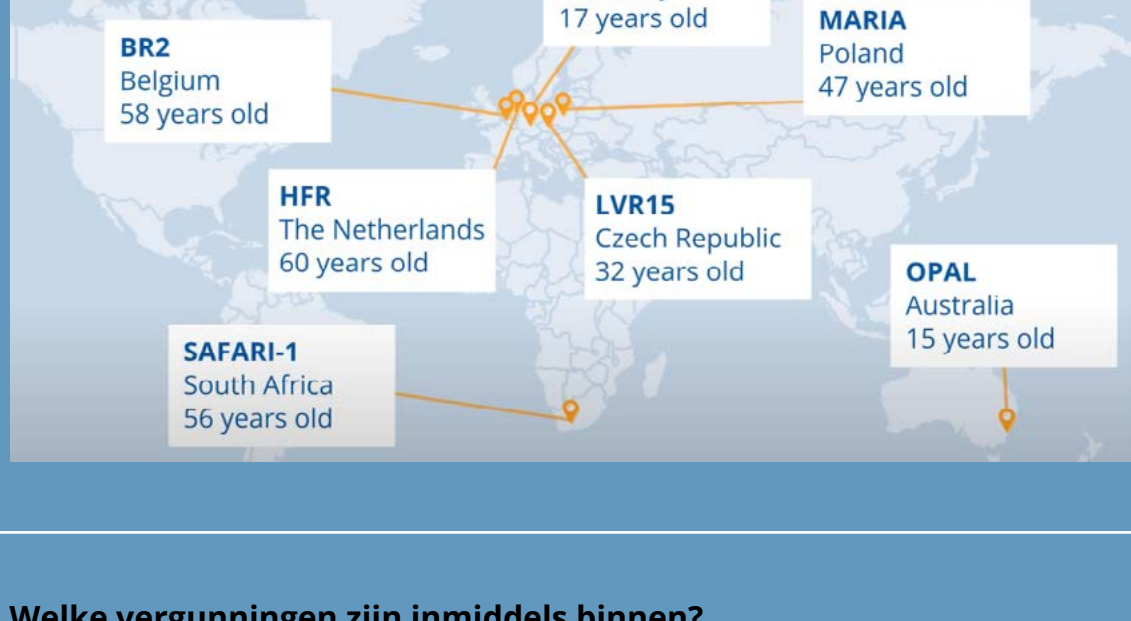 17 years old
MARIA
Poland
47 years old
BR2
Belgium
58 years old
HFR
The Netherlands
60 years old
LVR15
Czech Republic
32 years old
OPAL
Australia
15 years old
SAFARI-1
South Africa
56 years old
Welke vergunningen zijn inmiddels binnen?